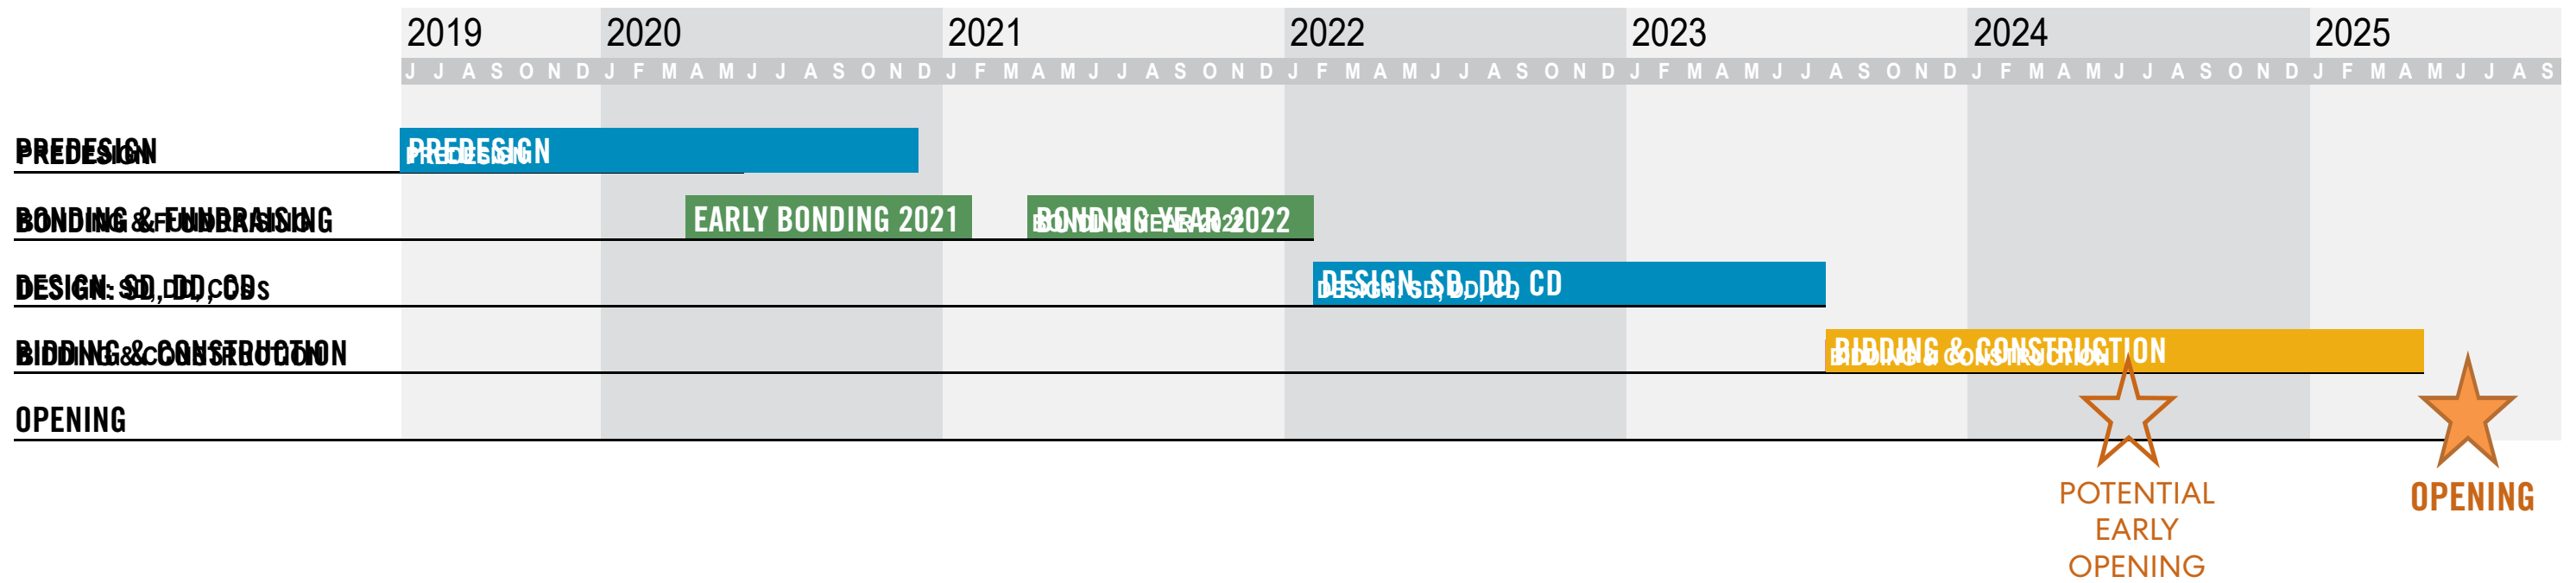 2019 2020 2021 2022 2023 2024 2025
J J A S O N D J F M A M J J A S O N D J F M A M J J A S O N D J F M A M J J A S O N D J F M A M J J A S O N D J F M A M J J A S O N D J F M A M J J A S
PREDESIGN PREDESIGN
BONDING & FUNDRAISING EARLY BONDING 2021 BONDING YEAR 2022
DESIGN: SD, DD, CDs DESIGN: SD, DD, CD
BIDDING & CONSTRUCTION BIDDING & CONSTRUCTION
OPENING
POTENTIAL
EARLY
OPENING
OPENING